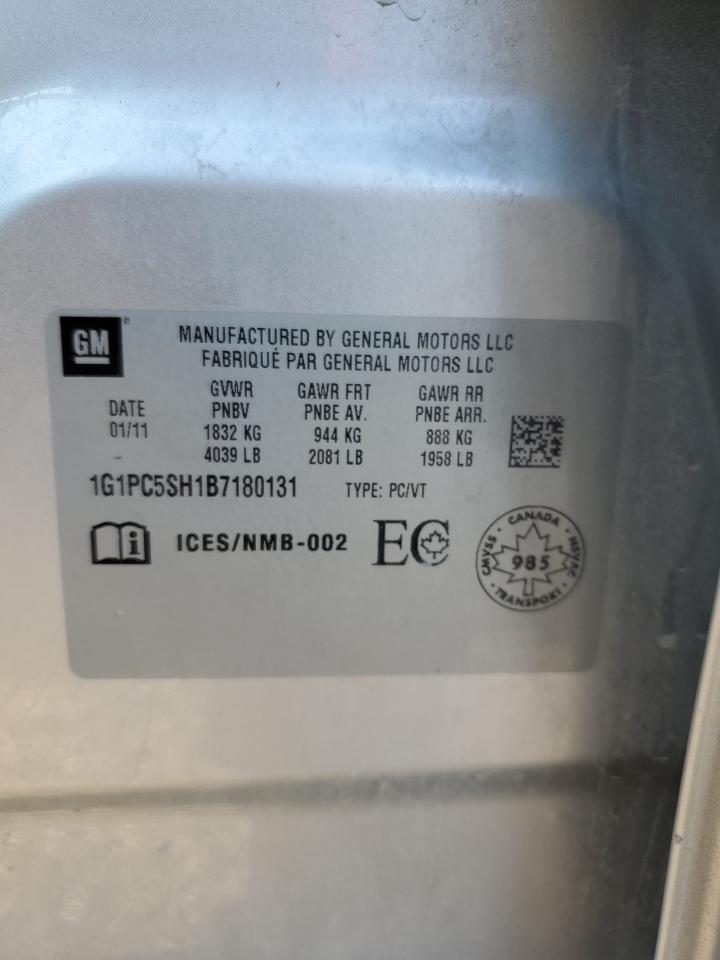 GM ®
MANUFACTURED BY GENERAL MOTORS LLC
FABRIQUÉ PAR GENERAL MOTORS LLC
GVWR GAWR FRT GAWR RR
DATE PNBV PNBE AV. PNBE ARR.
01/11 1832 KG 944 KG 888 KG
4039 LB 2081 LB 1958 LB
1G1PC5SH1B7180131 TYPE: PC/VT
i ICES/NMB-002 EC
CANADA
CMVSS 985 NSVAC
TRANSPORT